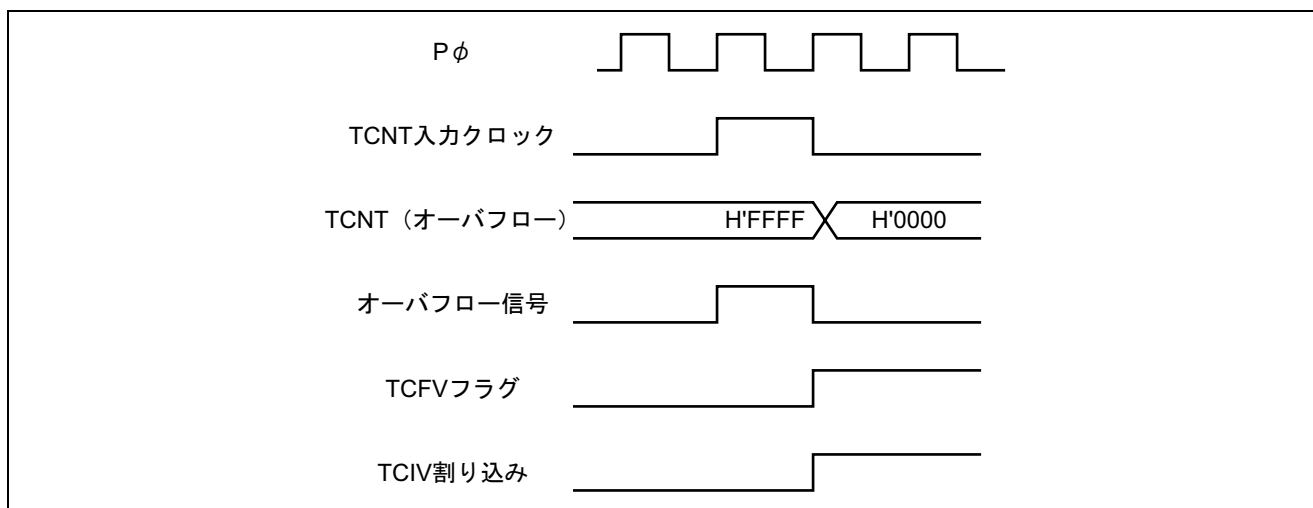 Pφ
TCNT入力クロック
TCNT（オーバフロー） H'FFFF H'0000
オーバフロー信号
TCFVフラグ
TCIV割り込み